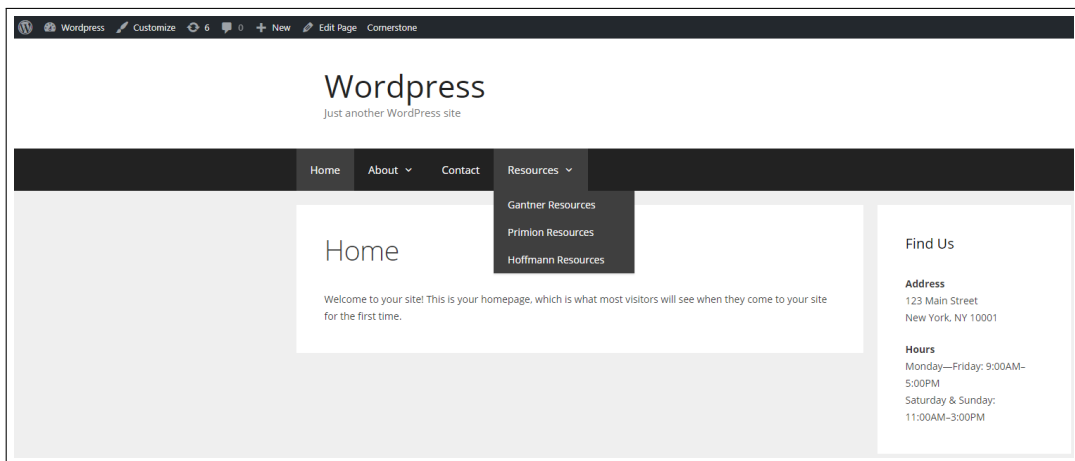 Wordpress Customize 6 0 New Edit Page Cornerstone
Wordpress
Just another WordPress site
Home About Contact Resources
Gantner Resources
Primion Resources
Hoffmann Resources
Home
Welcome to your site! This is your homepage, which is what most visitors will see when they come to your site
for the first time.
Find Us
Address
123 Main Street
New York, NY 10001
Hours
Monday—Friday: 9:00AM–
5:00PM
Saturday & Sunday:
11:00AM–3:00PM